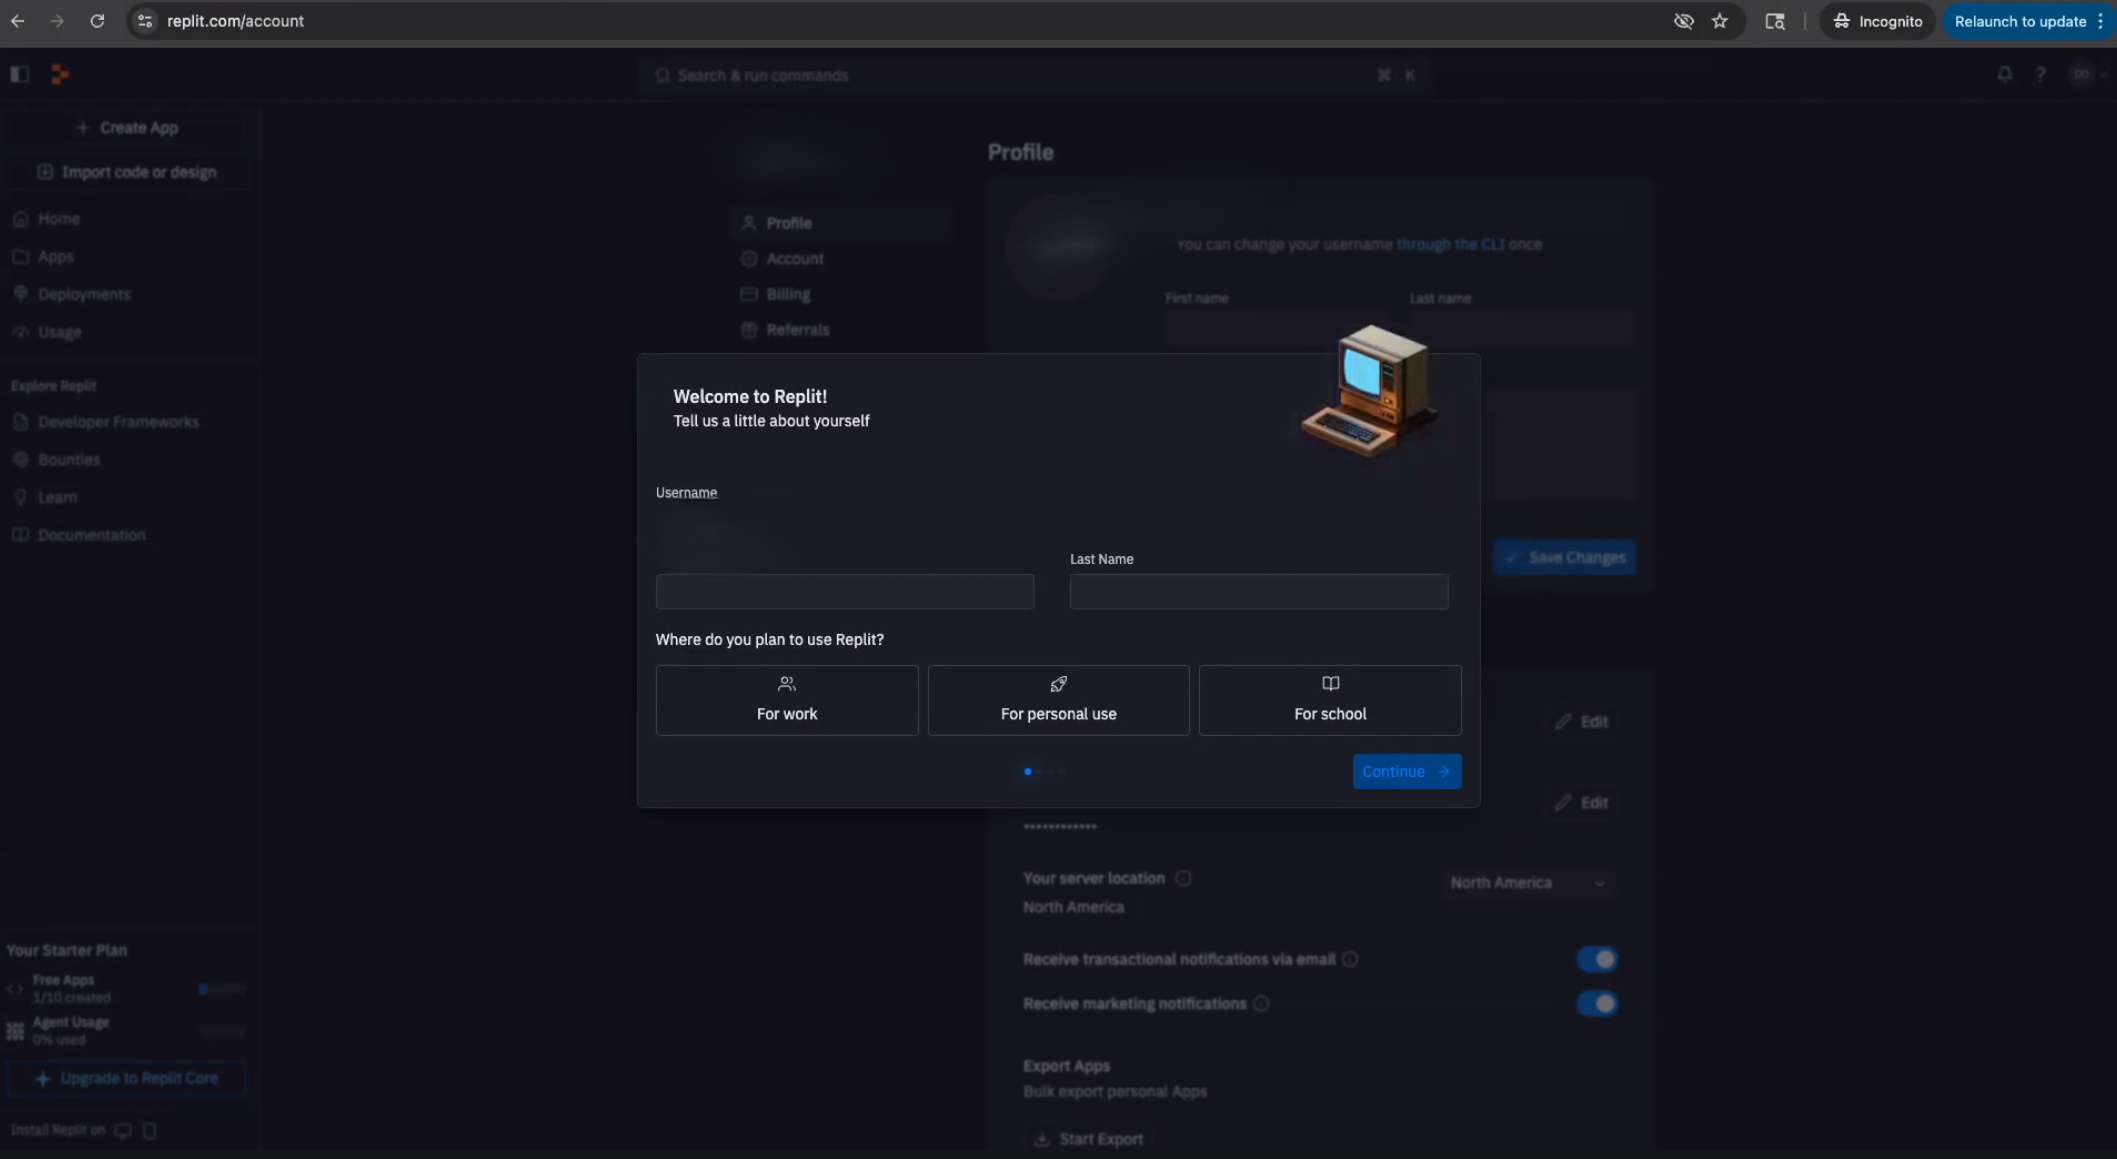 replit.com/account
Incognito
Relaunch to update
Search & run commands
⌘ K
DO
Create App
Import code or design
Home
Apps
Deployments
Usage
Explore Replit
Developer Frameworks
Bounties
Learn
Documentation
Your Starter Plan
Free Apps
1/10 created
Agent Usage
0% used
Upgrade to Replit Core
Install Replit on
Profile
Account
Billing
Referrals
Profile
You can change your username through the CLI once
First name Last name
Save Changes
Welcome to Replit!
Tell us a little about yourself
Username
Last Name
Where do you plan to use Replit?
For work
For personal use
For school
Continue
Edit
Edit
••••••••••••
Your server location
North America
North America
Receive transactional notifications via email
Receive marketing notifications
Export Apps
Bulk export personal Apps
Start Export